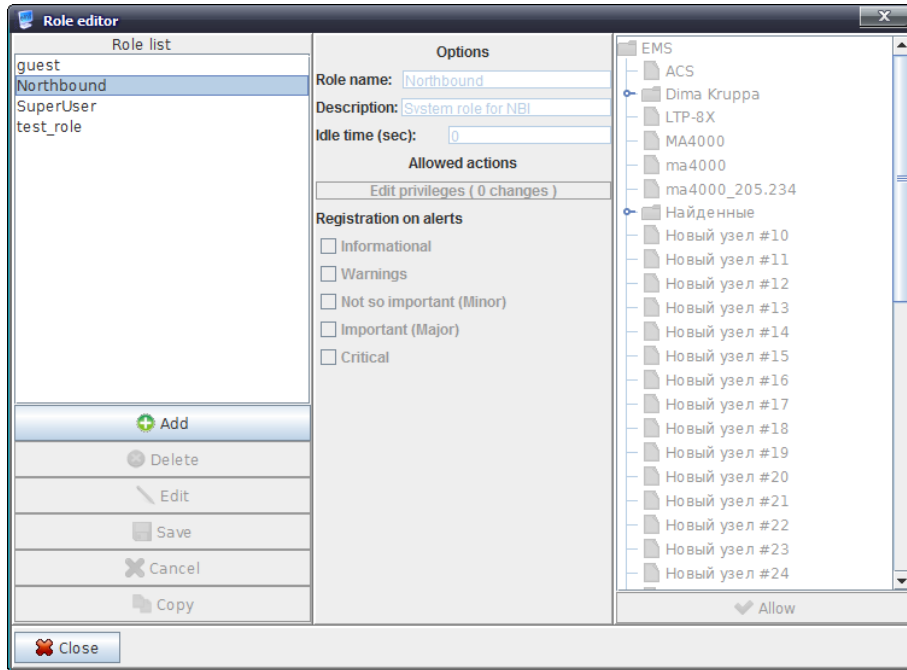 Role editor
Role list
guest
Northbound
SuperUser
test_role
Add
Delete
Edit
Save
Cancel
Copy
Close
Options
Role name: Northbound
Description: System role for NBI
Idle time (sec): 0
Allowed actions
Edit privileges ( 0 changes )
Registration on alerts
Informational
Warnings
Not so important (Minor)
Important (Major)
Critical
EMS
ACS
Dima Kruppa
LTP-8X
MA4000
ma4000
ma4000_205.234
Найденные
Новый узел #10
Новый узел #11
Новый узел #12
Новый узел #13
Новый узел #14
Новый узел #15
Новый узел #16
Новый узел #17
Новый узел #18
Новый узел #19
Новый узел #20
Новый узел #21
Новый узел #22
Новый узел #23
Новый узел #24
Allow